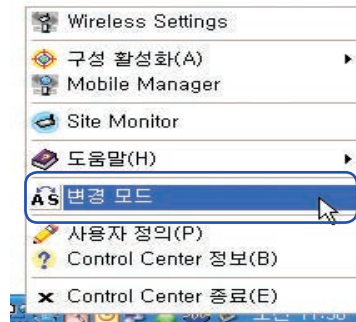 Wireless Settings
구성 활성화(A)
Mobile Manager
Site Monitor
도움말(H)
변경 모드
사용자 정의(P)
Control Center 정보(B)
Control Center 종료(E)